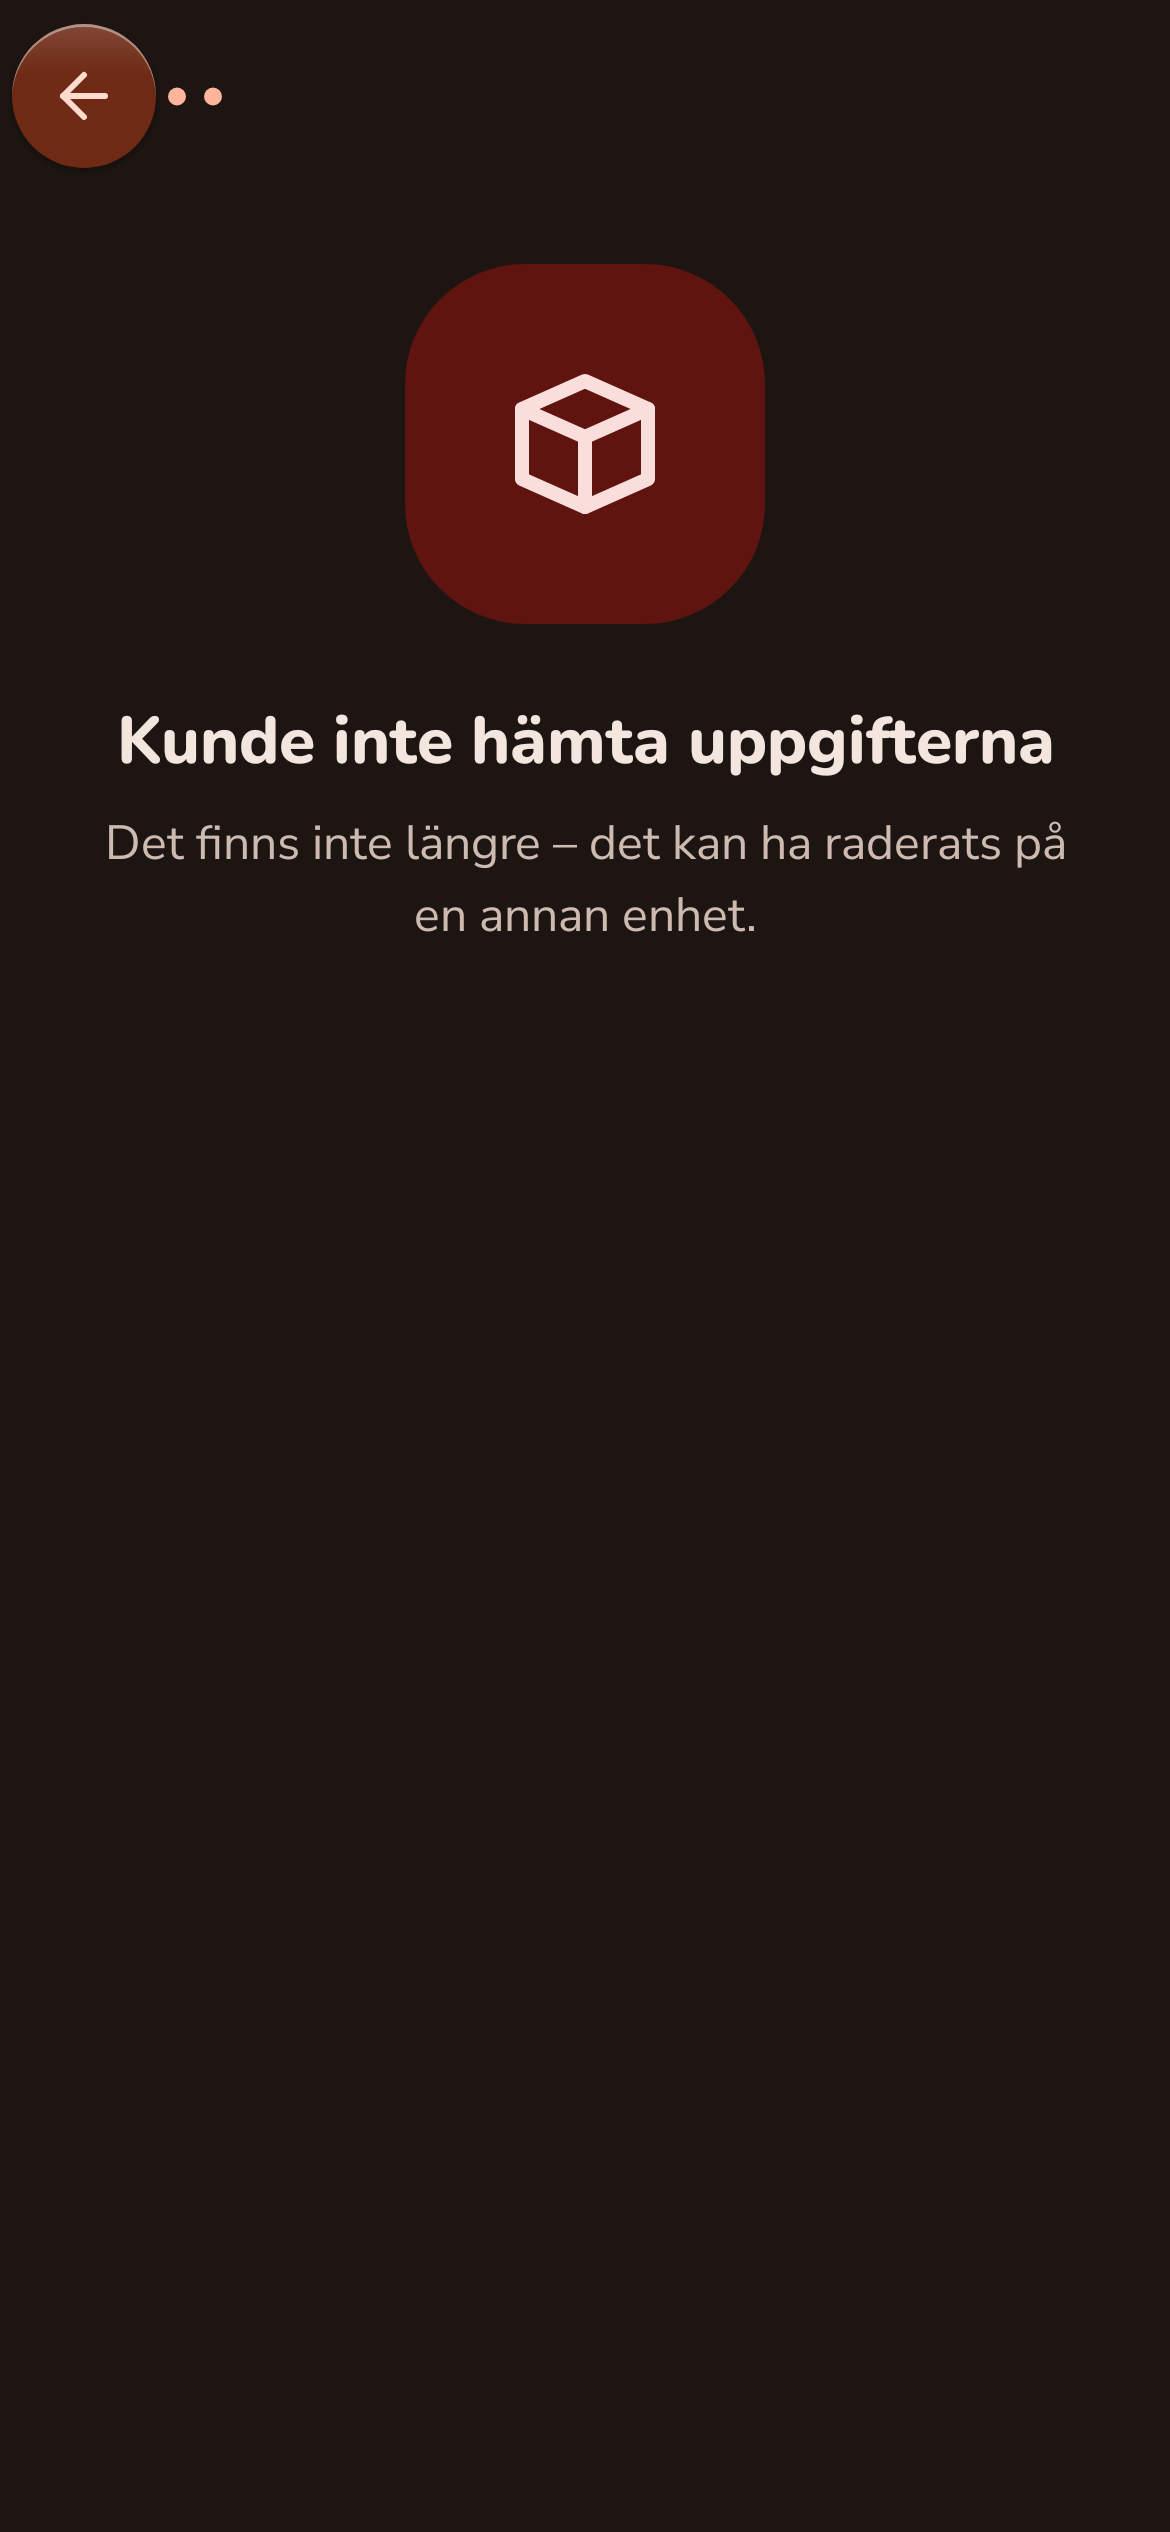 Kunde inte hämta uppgifterna
Det finns inte längre – det kan ha raderats på
en annan enhet.